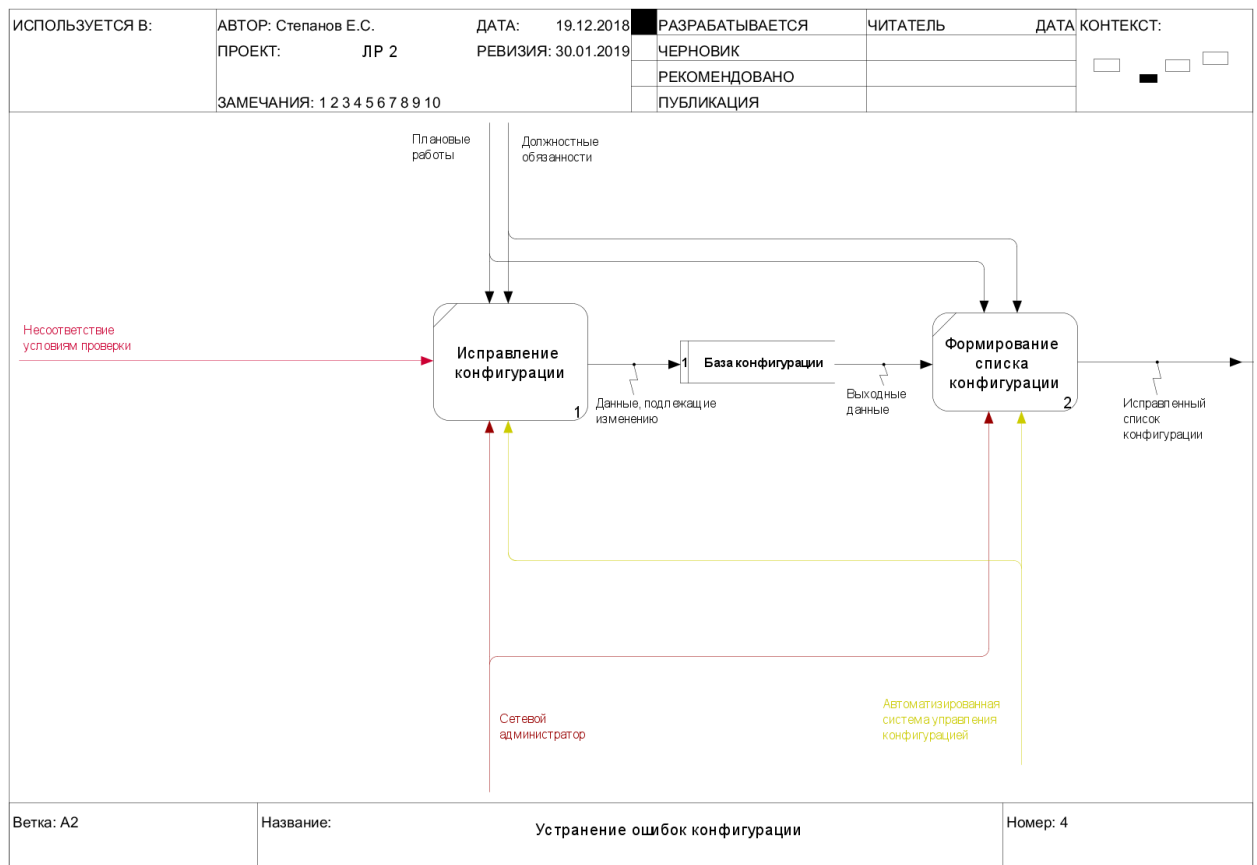 ИСПОЛЬЗУЕТСЯ В:
АВТОР: Степанов Е.С.
ДАТА: 19.12.2018
РАЗРАБАТЫВАЕТСЯ
ЧИТАТЕЛЬ
ДАТА
КОНТЕКСТ:
ПРОЕКТ: ЛР 2
РЕВИЗИЯ: 30.01.2019
ЧЕРНОВИК
РЕКОМЕНДОВАНО
ЗАМЕЧАНИЯ: 1 2 3 4 5 6 7 8 9 10
ПУБЛИКАЦИЯ
Плановые
работы
Должностные
обязанности
Несоответствие
условиям проверки
Исправление
конфигурации
1
Данные, подлежащие
изменению
1 База конфигурации
Выходные
данные
Формирование
списка
конфигурации
2
Исправленный
список
конфигурации
Сетевой
администратор
Автоматизированная
система управления
конфигурацией
Ветка: A2
Название:
Устранение ошибок конфигурации
Номер: 4